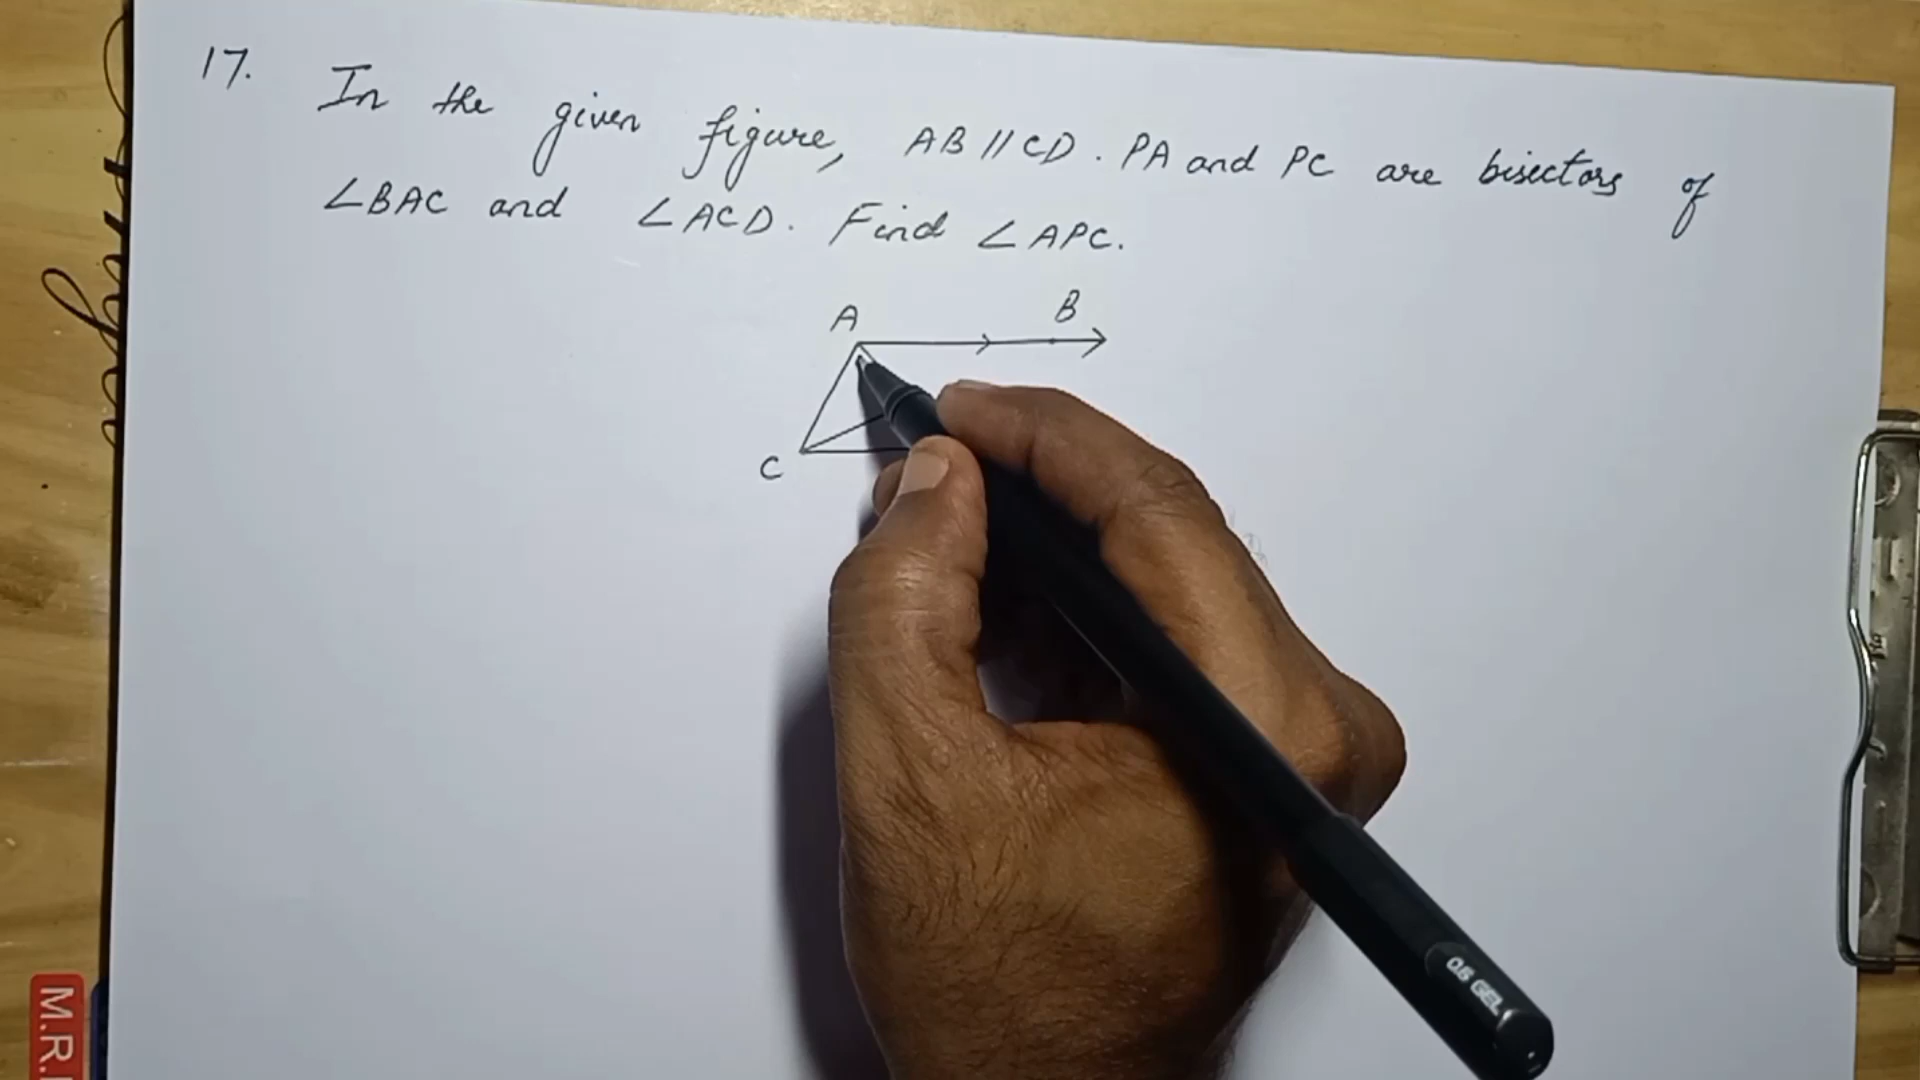 17. In the given figure, AB // CD. PA and PC are bisectors of
∠BAC and ∠ACD. Find ∠APC.
A
B
C
0.5 GEL
M.R.